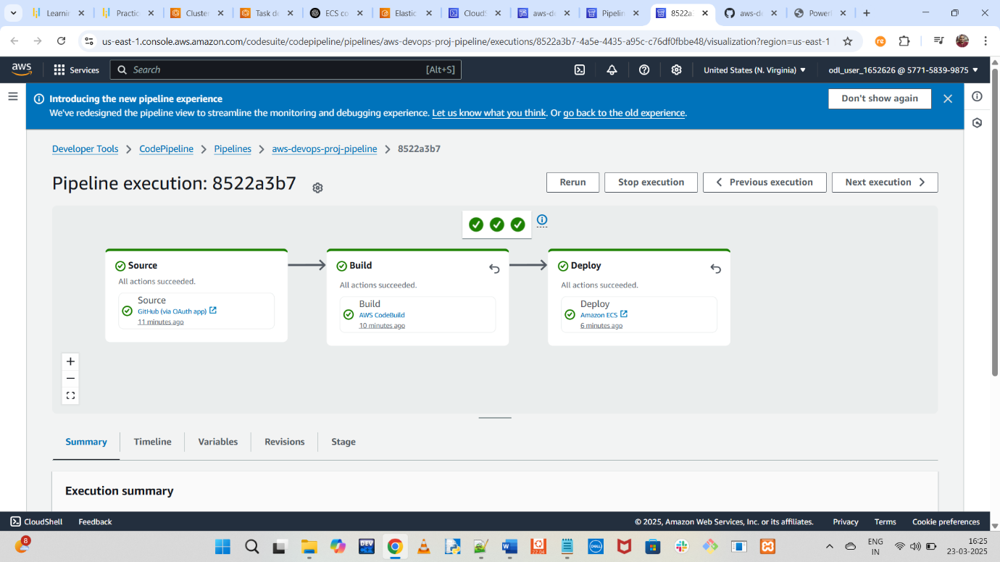 Learnin
Practic
Cluster
Task de
ECS co
Elastic
CloudS
aws-de
Pipelin
8522a3
aws-de
Powerl
us-east-1.console.aws.amazon.com/codesuite/codepipeline/pipelines/aws-devops-proj-pipeline/executions/8522a3b7-4a5e-4435-a95c-c76df0fbbe48/visualization?region=us-east-1
aws
Services
Search
[Alt+S]
United States (N. Virginia)
odl_user_1652626 @ 5771-5839-9875
Introducing the new pipeline experience
We've redesigned the pipeline view to streamline the monitoring and debugging experience. Let us know what you think. Or go back to the old experience.
Don't show again
Developer Tools
CodePipeline
Pipelines
aws-devops-proj-pipeline
8522a3b7
Pipeline execution: 8522a3b7
Rerun
Stop execution
Previous execution
Next execution
Source
All actions succeeded.
Source
GitHub (via OAuth app)
11 minutes ago
Build
All actions succeeded.
Build
AWS CodeBuild
10 minutes ago
Deploy
All actions succeeded.
Deploy
Amazon ECS
6 minutes ago
Summary
Timeline
Variables
Revisions
Stage
Execution summary
CloudShell
Feedback
© 2025, Amazon Web Services, Inc. or its affiliates.
Privacy
Terms
Cookie preferences
8
ENG
IN
16:25
23-03-2025